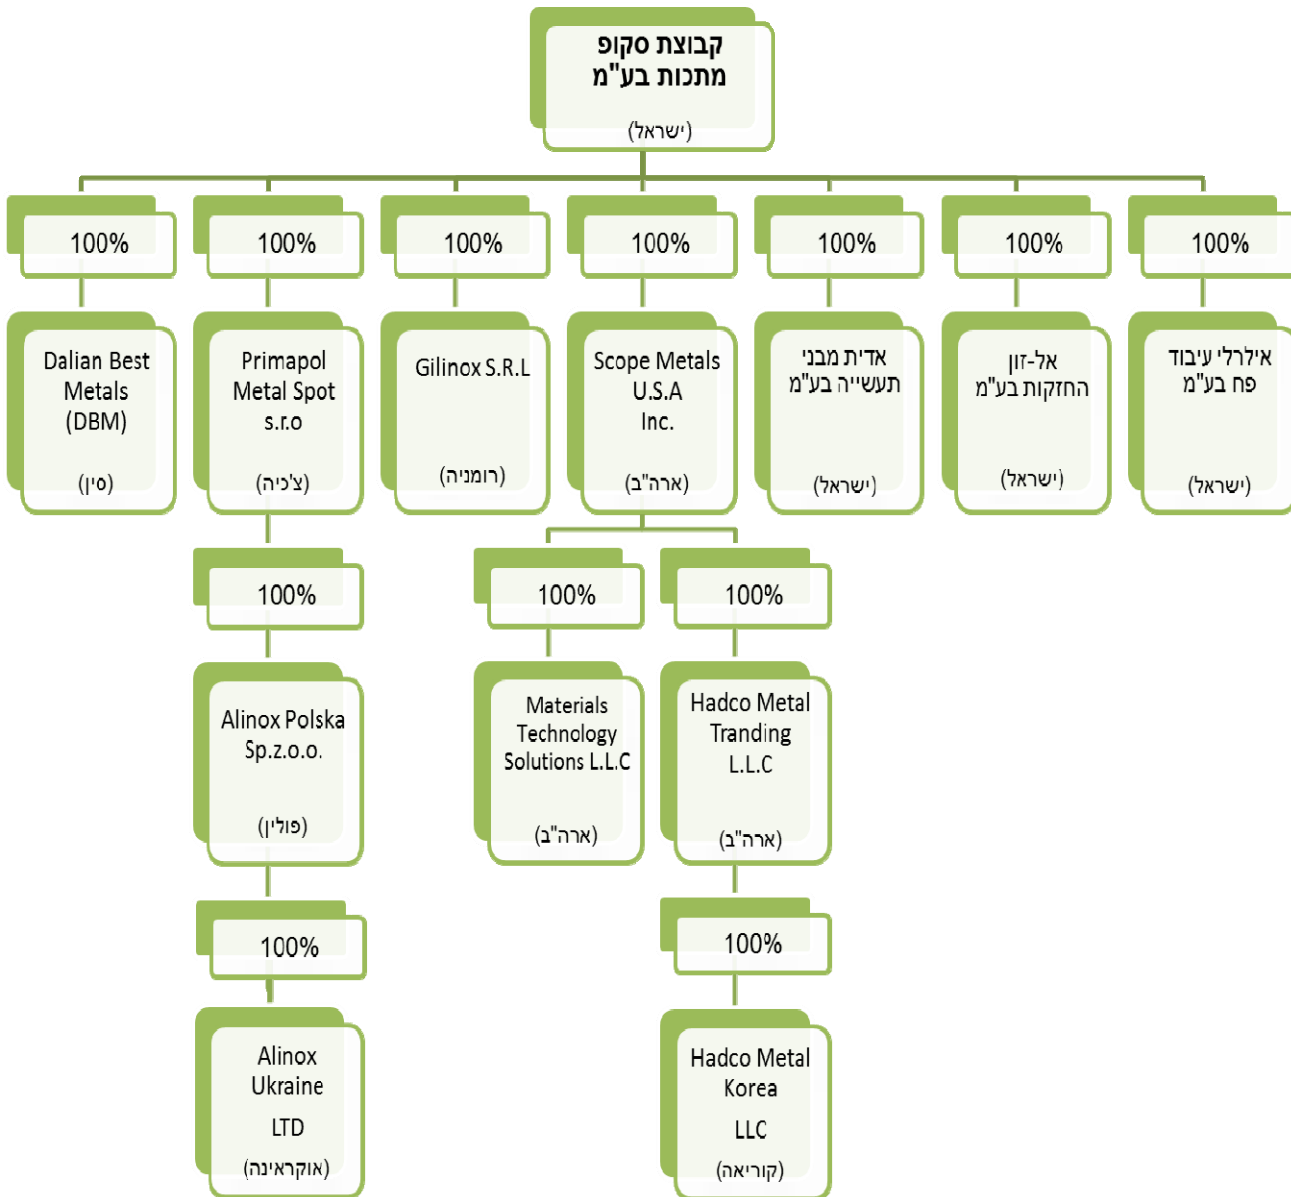 קבוצת סקופ
מתכות בע"מ
(ישראל)
100%
100%
100%
100%
100%
100%
100%
Dalian Best
Metals
(DBM)
(סין)
Primapol
Metal Spot
s.r.o
(צ'כיה)
Gilinox S.R.L
(רומניה)
Scope Metals
U.S.A
Inc.
(ארה"ב)
אדית מבני
תעשייה בע"מ
(ישראל)
אל-זון
החזקות בע"מ
(ישראל)
אילרלי עיבוד
פח בע"מ
(ישראל)
100%
100%
100%
Alinox Polska
Sp.z.o.o.
(פולין)
Materials
Technology
Solutions L.L.C
(ארה"ב)
Hadco Metal
Tranding
L.L.C
(ארה"ב)
100%
100%
Alinox
Ukraine
LTD
(אוקראינה)
Hadco Metal
Korea
LLC
(קוריאה)